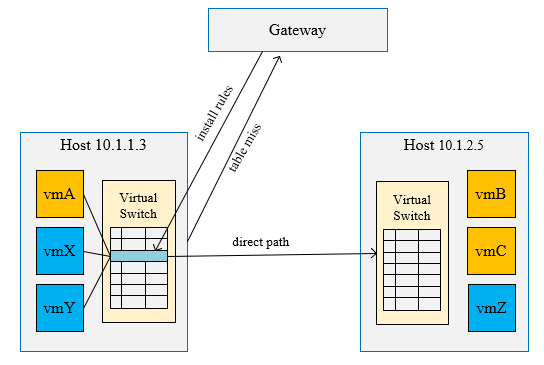 Gateway
install rules
table miss
Host 10.1.1.3
vmA
vmX
vmY
Virtual
Switch
direct path
Host 10.1.2.5
Virtual
Switch
vmB
vmC
vmZ